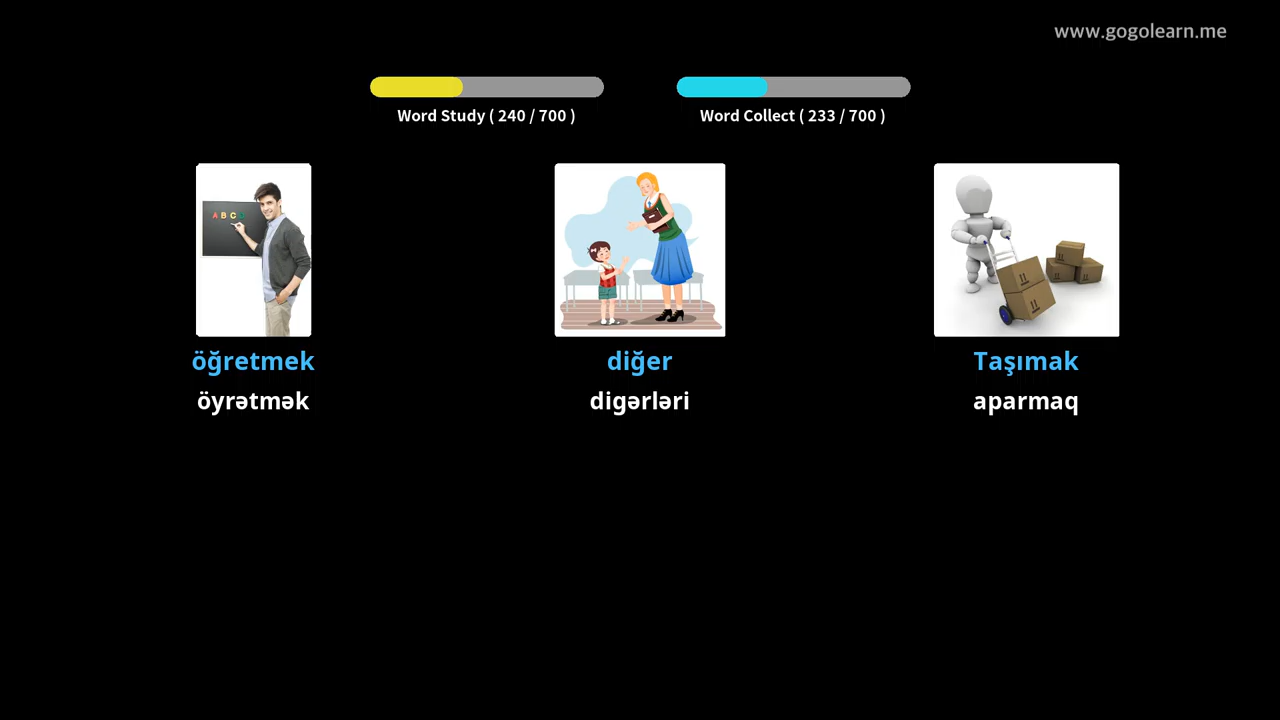 www.gogolearn.me
Word Study ( 240 / 700 )
Word Collect ( 233 / 700 )
A B C D
öğretmek
diğer
Taşımak
öyrətmək
digərləri
aparmaq